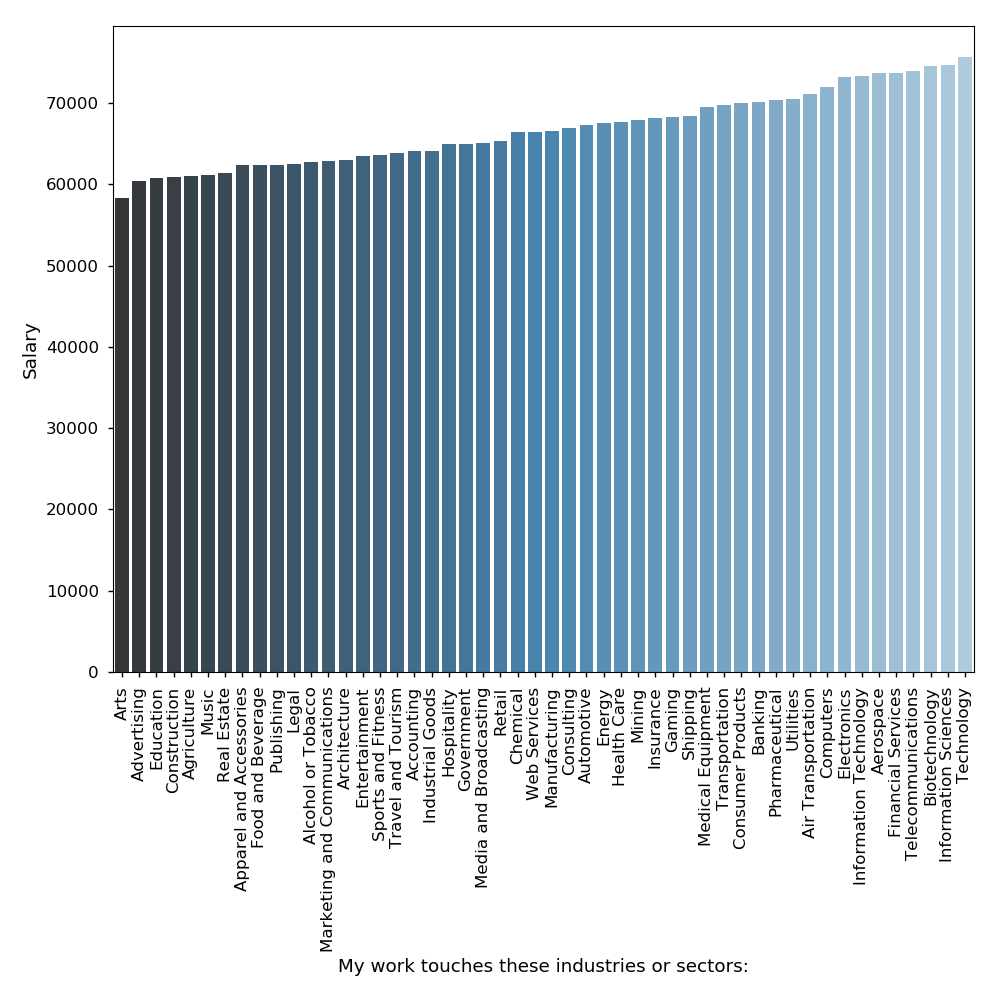 Salary
70000
60000
50000
40000
30000
20000
10000
0
Arts
Advertising
Education
Construction
Agriculture
Music
Real Estate
Apparel and Accessories
Food and Beverage
Publishing
Legal
Alcohol or Tobacco
Marketing and Communications
Architecture
Entertainment
Sports and Fitness
Travel and Tourism
Accounting
Industrial Goods
Hospitality
Government
Media and Broadcasting
Retail
Chemical
Web Services
Manufacturing
Consulting
Automotive
Energy
Health Care
Mining
Insurance
Gaming
Shipping
Medical Equipment
Transportation
Consumer Products
Banking
Pharmaceutical
Utilities
Air Transportation
Computers
Electronics
Information Technology
Aerospace
Financial Services
Telecommunications
Biotechnology
Information Sciences
Technology
My work touches these industries or sectors: